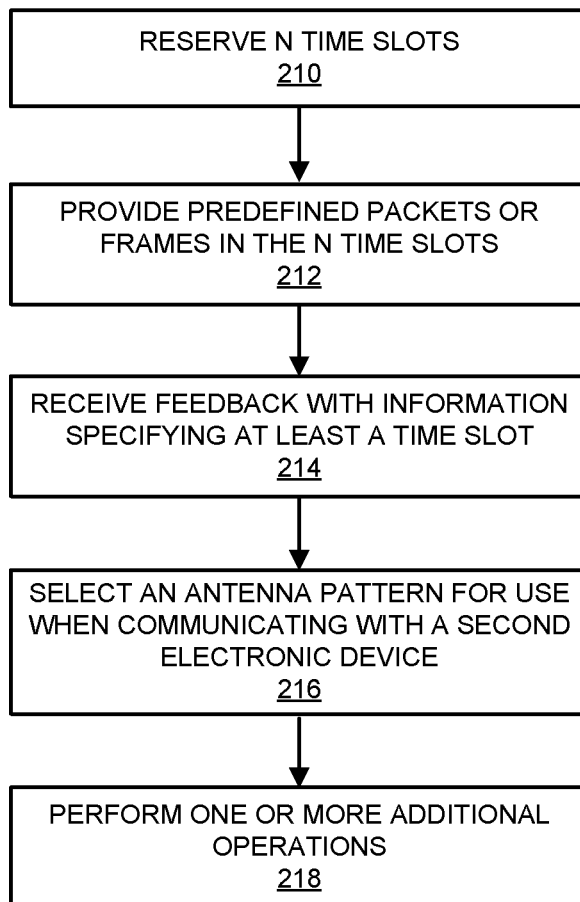 RESERVE N TIME SLOTS
210
PROVIDE PREDEFINED PACKETS OR
FRAMES IN THE N TIME SLOTS
212
RECEIVE FEEDBACK WITH INFORMATION
SPECIFYING AT LEAST A TIME SLOT
214
SELECT AN ANTENNA PATTERN FOR USE
WHEN COMMUNICATING WITH A SECOND
ELECTRONIC DEVICE
216
PERFORM ONE OR MORE ADDITIONAL
OPERATIONS
218